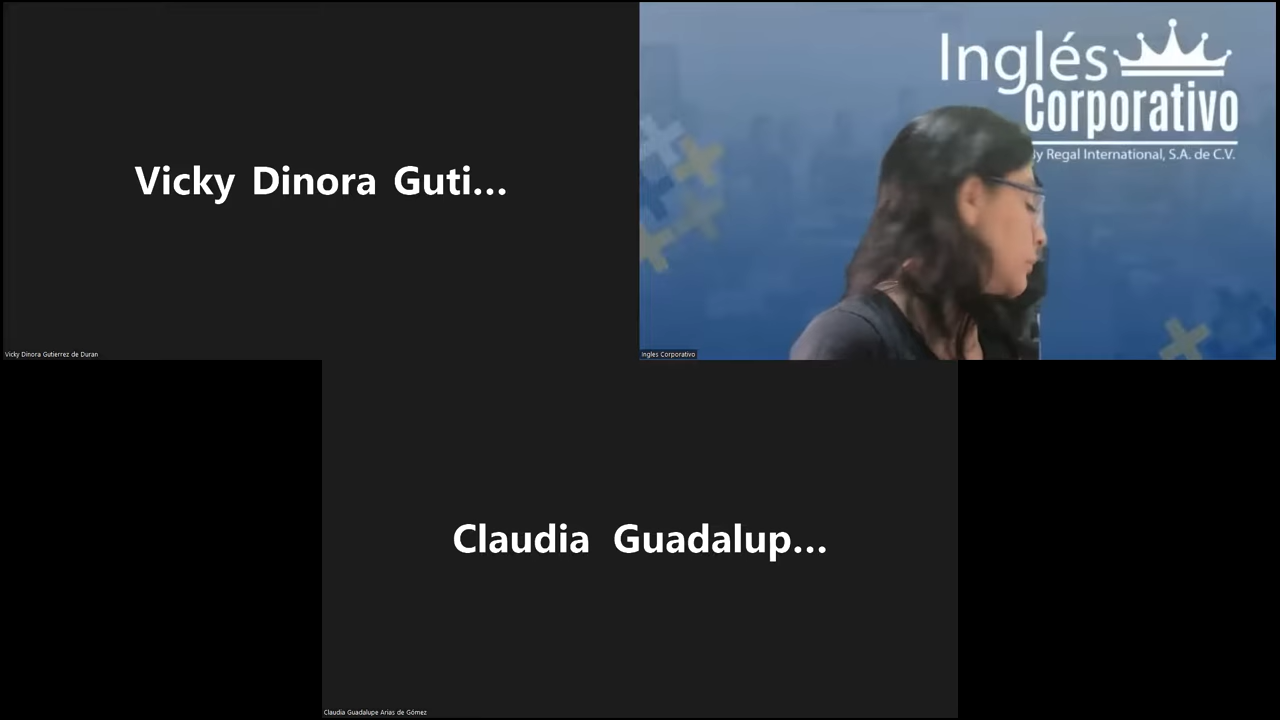 Vicky Dinora Guti...
Vicky Dinora Gutierrez de Duran
Inglés
Corporativo
ly Regal International, S.A. de C.V.
Ingles Corporativo
Claudia Guadalup...
Claudia Guadalupe Arias de Gómez